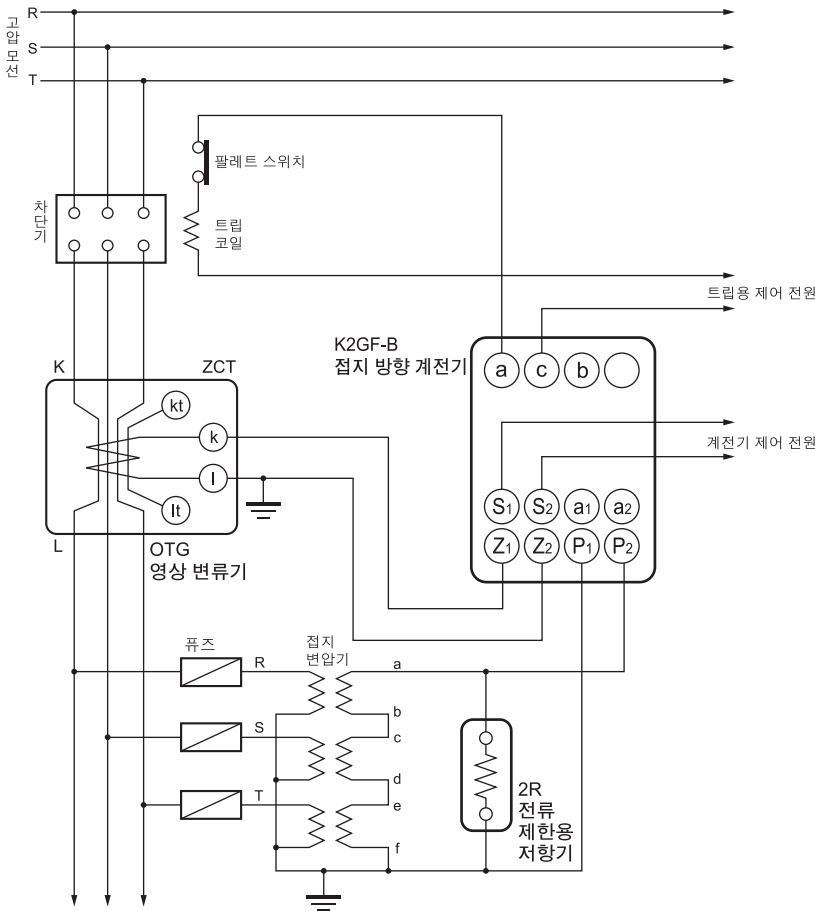 고압 모선
R
S
T
팔레트 스위치
차단기
트립
코일
트립용 제어 전원
K2GF-B
접지 방향 계전기
a
c
b
K
ZCT
kt
k
l
lt
계전기 제어 전원
S1
S2
a1
a2
Z1
Z2
P1
P2
L
OTG
영상 변류기
퓨즈
접지
변압기
R
a
b
S
c
d
T
e
f
2R
전류
제한용
저항기